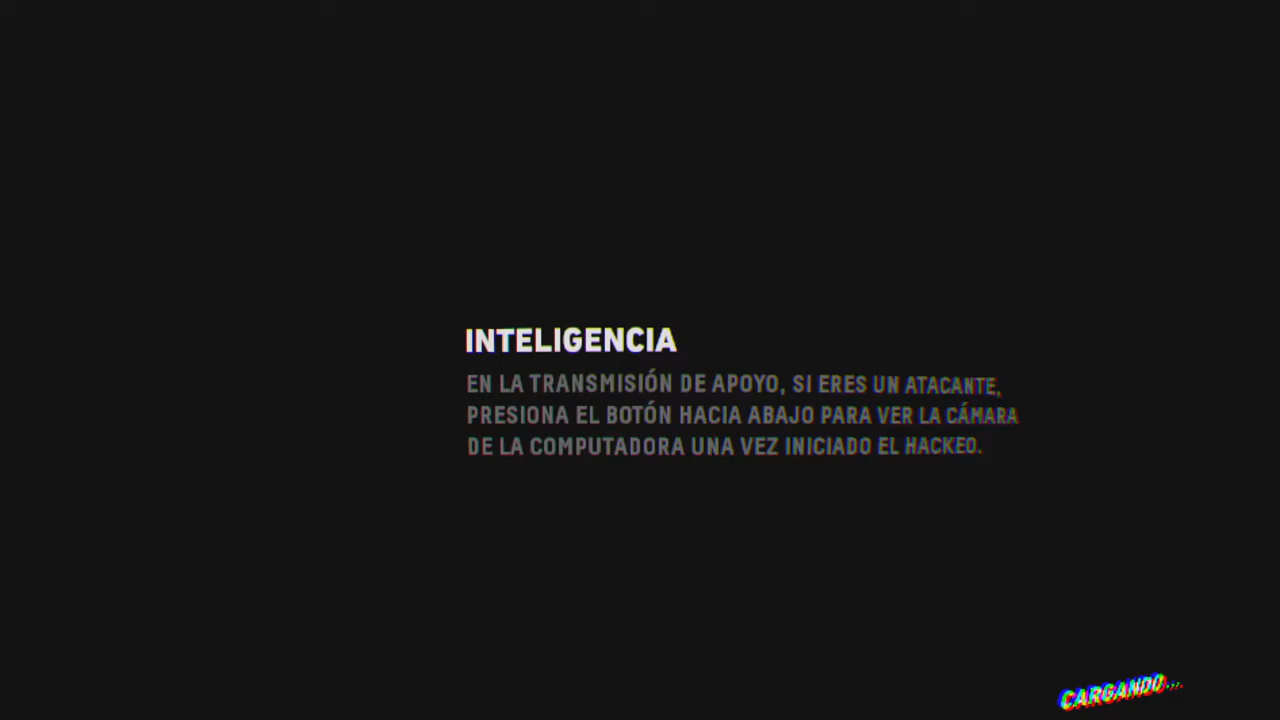 INTELIGENCIA
EN LA TRANSMISIÓN DE APOYO, SI ERES UN ATACANTE,
PRESIONA EL BOTÓN HACIA ABAJO PARA VER LA CÁMARA
DE LA COMPUTADORA UNA VEZ INICIADO EL HACKEO.
CARGANDO...